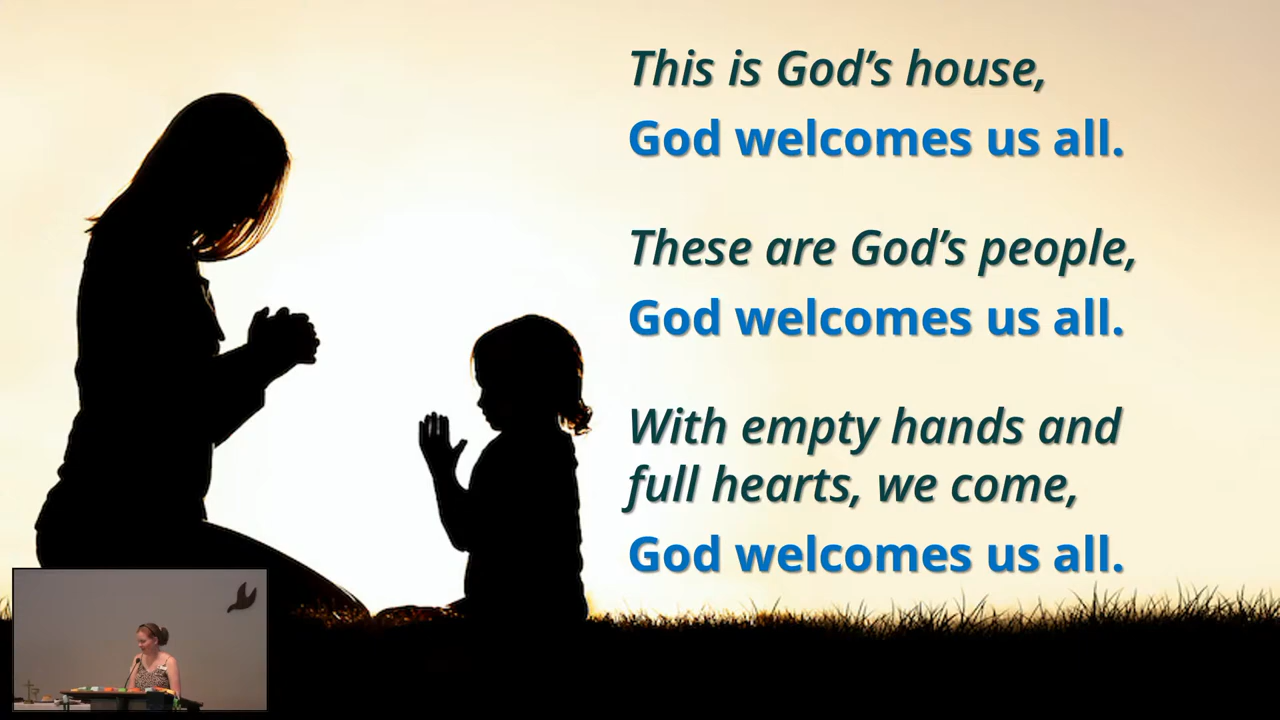 This is God’s house,
God welcomes us all.
These are God’s people,
God welcomes us all.
With empty hands and
full hearts, we come,
God welcomes us all.